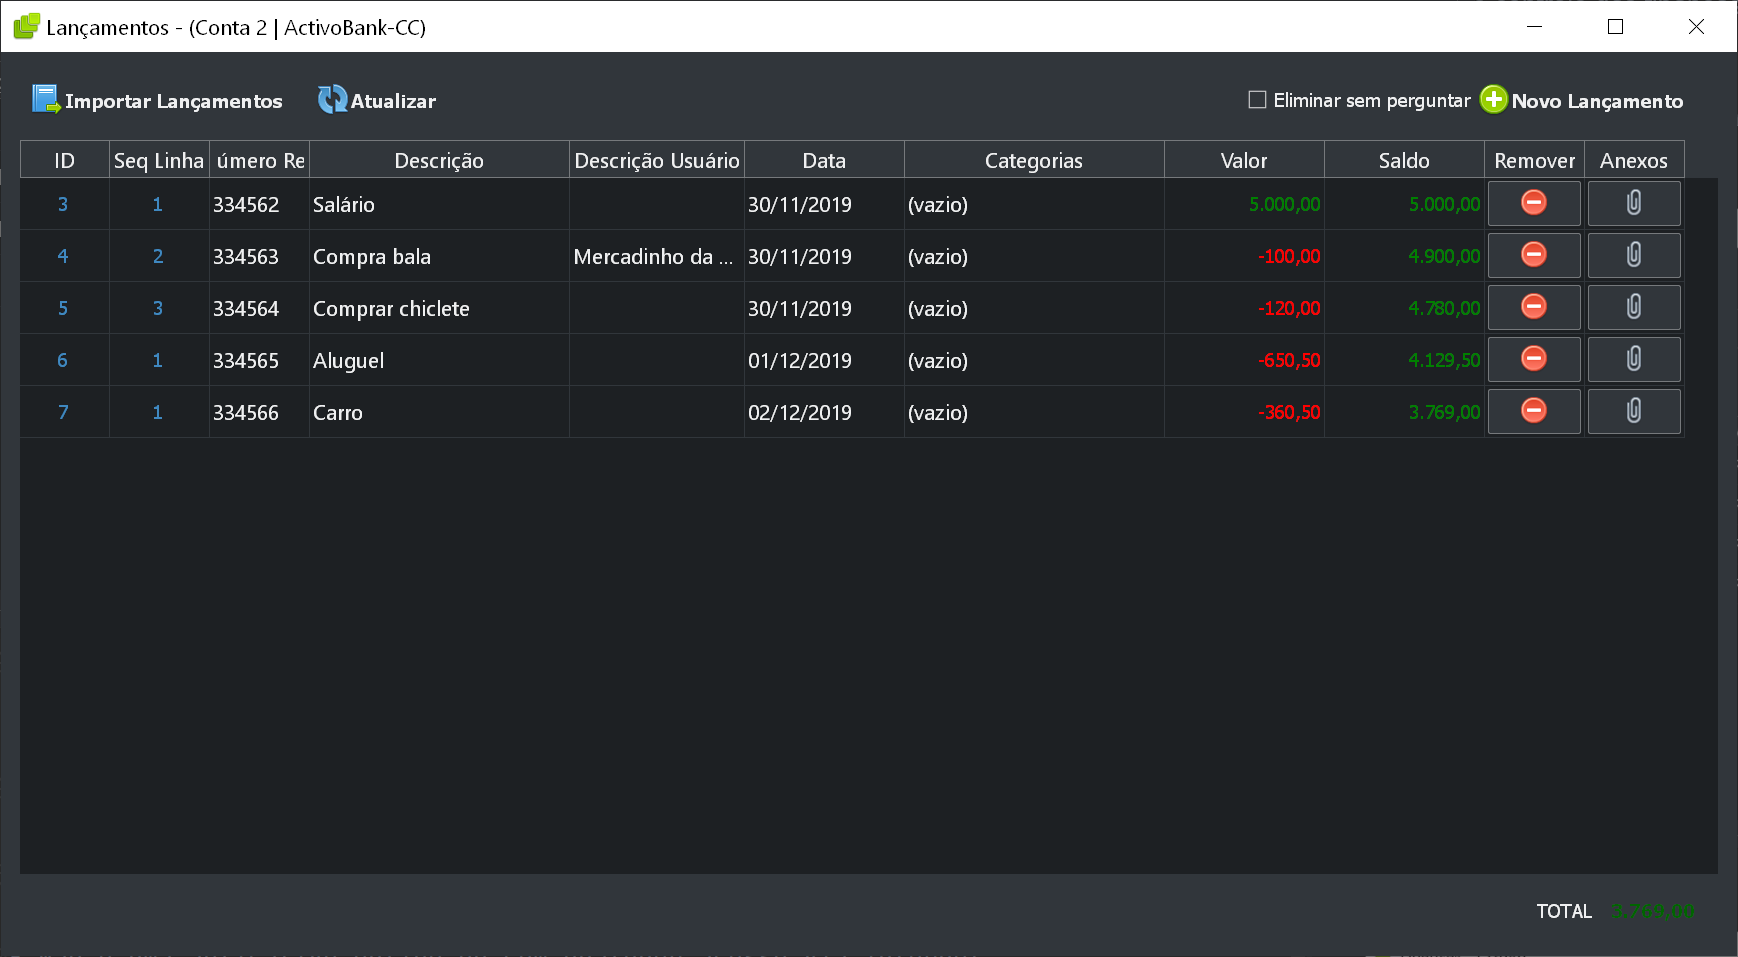 Lançamentos - (Conta 2 | ActivoBank-CC)
Importar Lançamentos Atualizar Eliminar sem perguntar Novo Lançamento
ID Seq Linha úmero Re Descrição Descrição Usuário Data Categorias Valor Saldo Remover Anexos
3 1 334562 Salário 30/11/2019 (vazio) 5.000,00 5.000,00
4 2 334563 Compra bala Mercadinho da ... 30/11/2019 (vazio) -100,00 4.900,00
5 3 334564 Comprar chiclete 30/11/2019 (vazio) -120,00 4.780,00
6 1 334565 Aluguel 01/12/2019 (vazio) -650,50 4.129,50
7 1 334566 Carro 02/12/2019 (vazio) -360,50 3.769,00
TOTAL 3.769,00